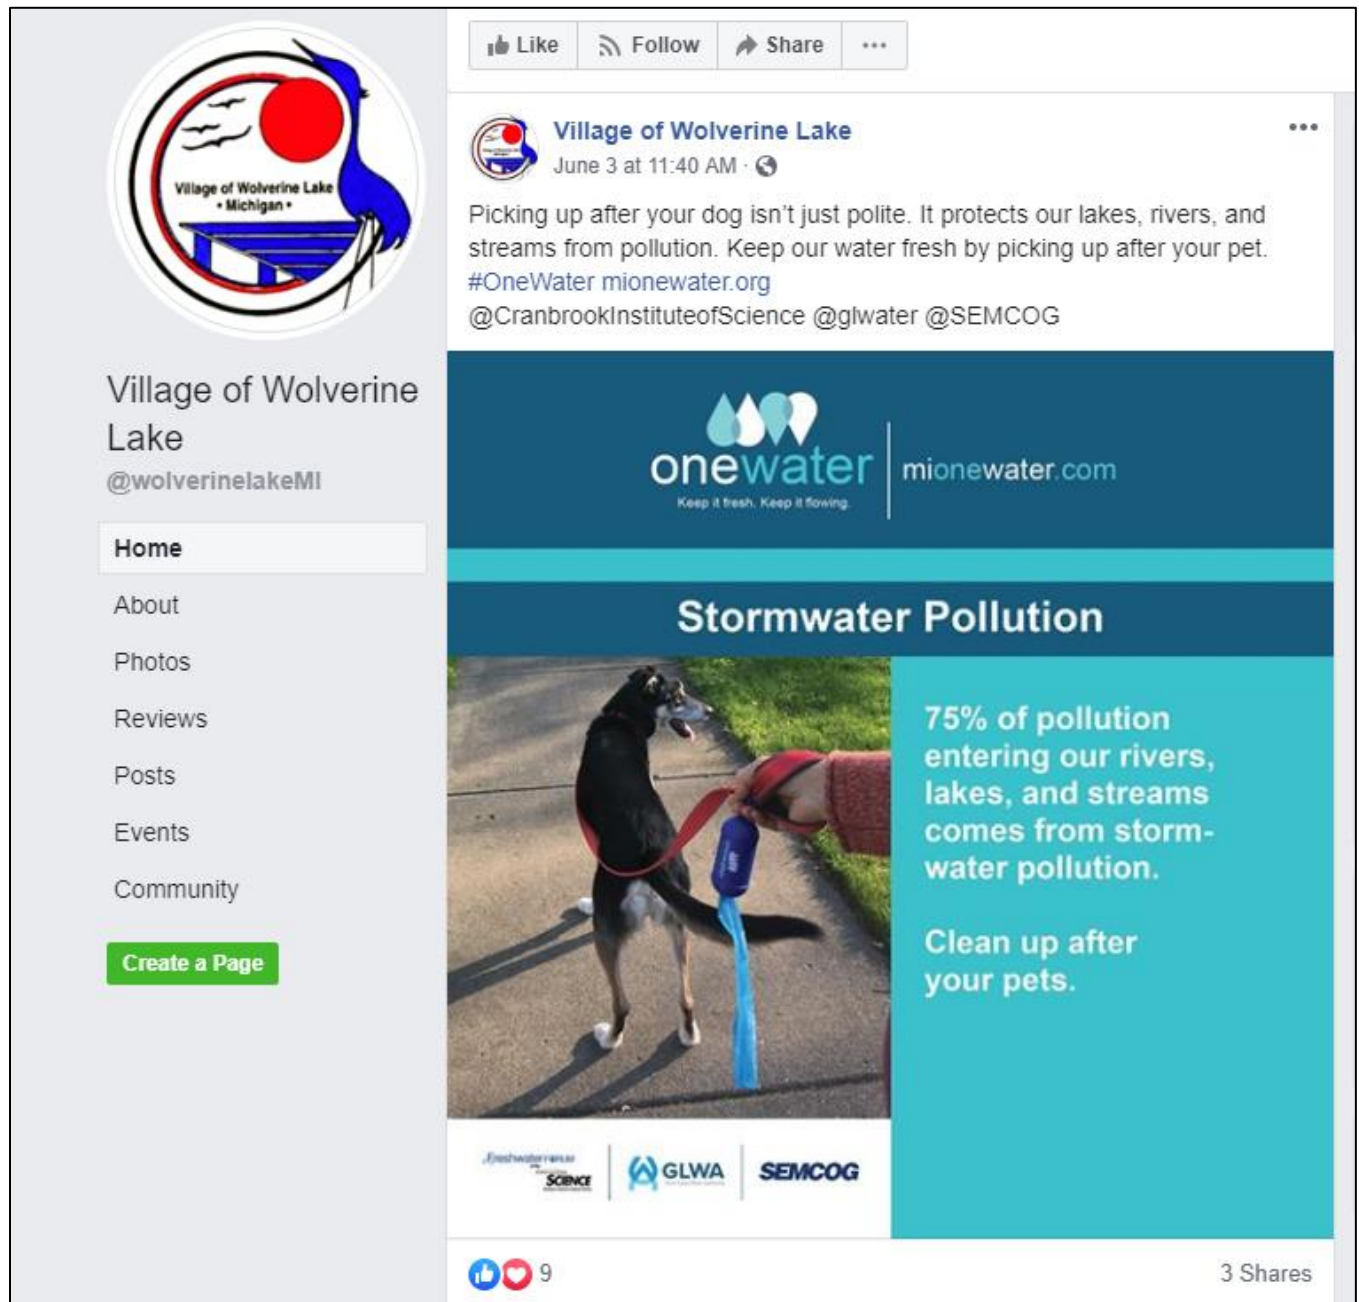 Village of Wolverine Lake
• Michigan •
Village of Wolverine
Lake
@wolverinelakeMI
Home
About
Photos
Reviews
Posts
Events
Community
Create a Page
Like
Follow
Share
Village of Wolverine Lake
June 3 at 11:40 AM ·
Picking up after your dog isn't just polite. It protects our lakes, rivers, and
streams from pollution. Keep our water fresh by picking up after your pet.
#OneWater mionewater.org
@CranbrookInstituteofScience @glwater @SEMCOG
onewater
Keep it fresh. Keep it flowing.
mionewater.com
Stormwater Pollution
75% of pollution
entering our rivers,
lakes, and streams
comes from storm-
water pollution.
Clean up after
your pets.
Freshwater FORUM
SCIENCE
GLWA
SEMCOG
9
3 Shares